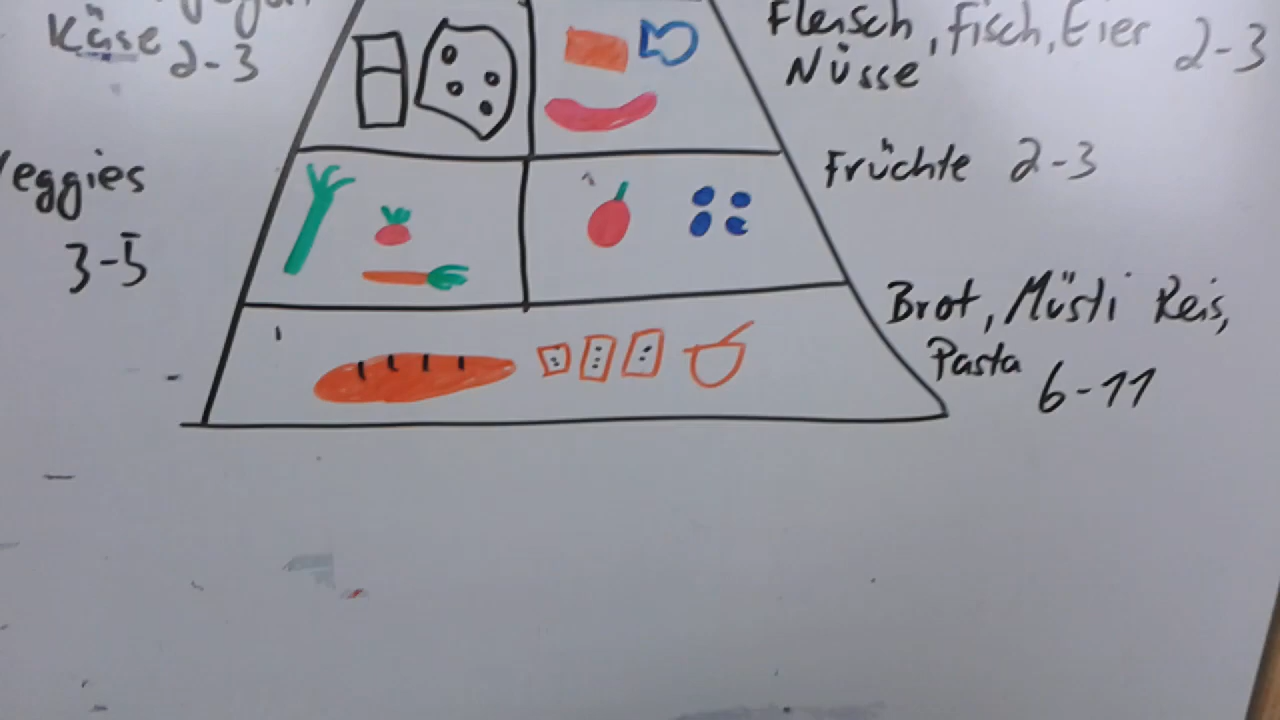 Käse
2-3
Fleisch, Fisch, Eier 2-3
Nüsse
eggies
3-5
Früchte 2-3
Brot, Müsli Reis,
Pasta
6-11